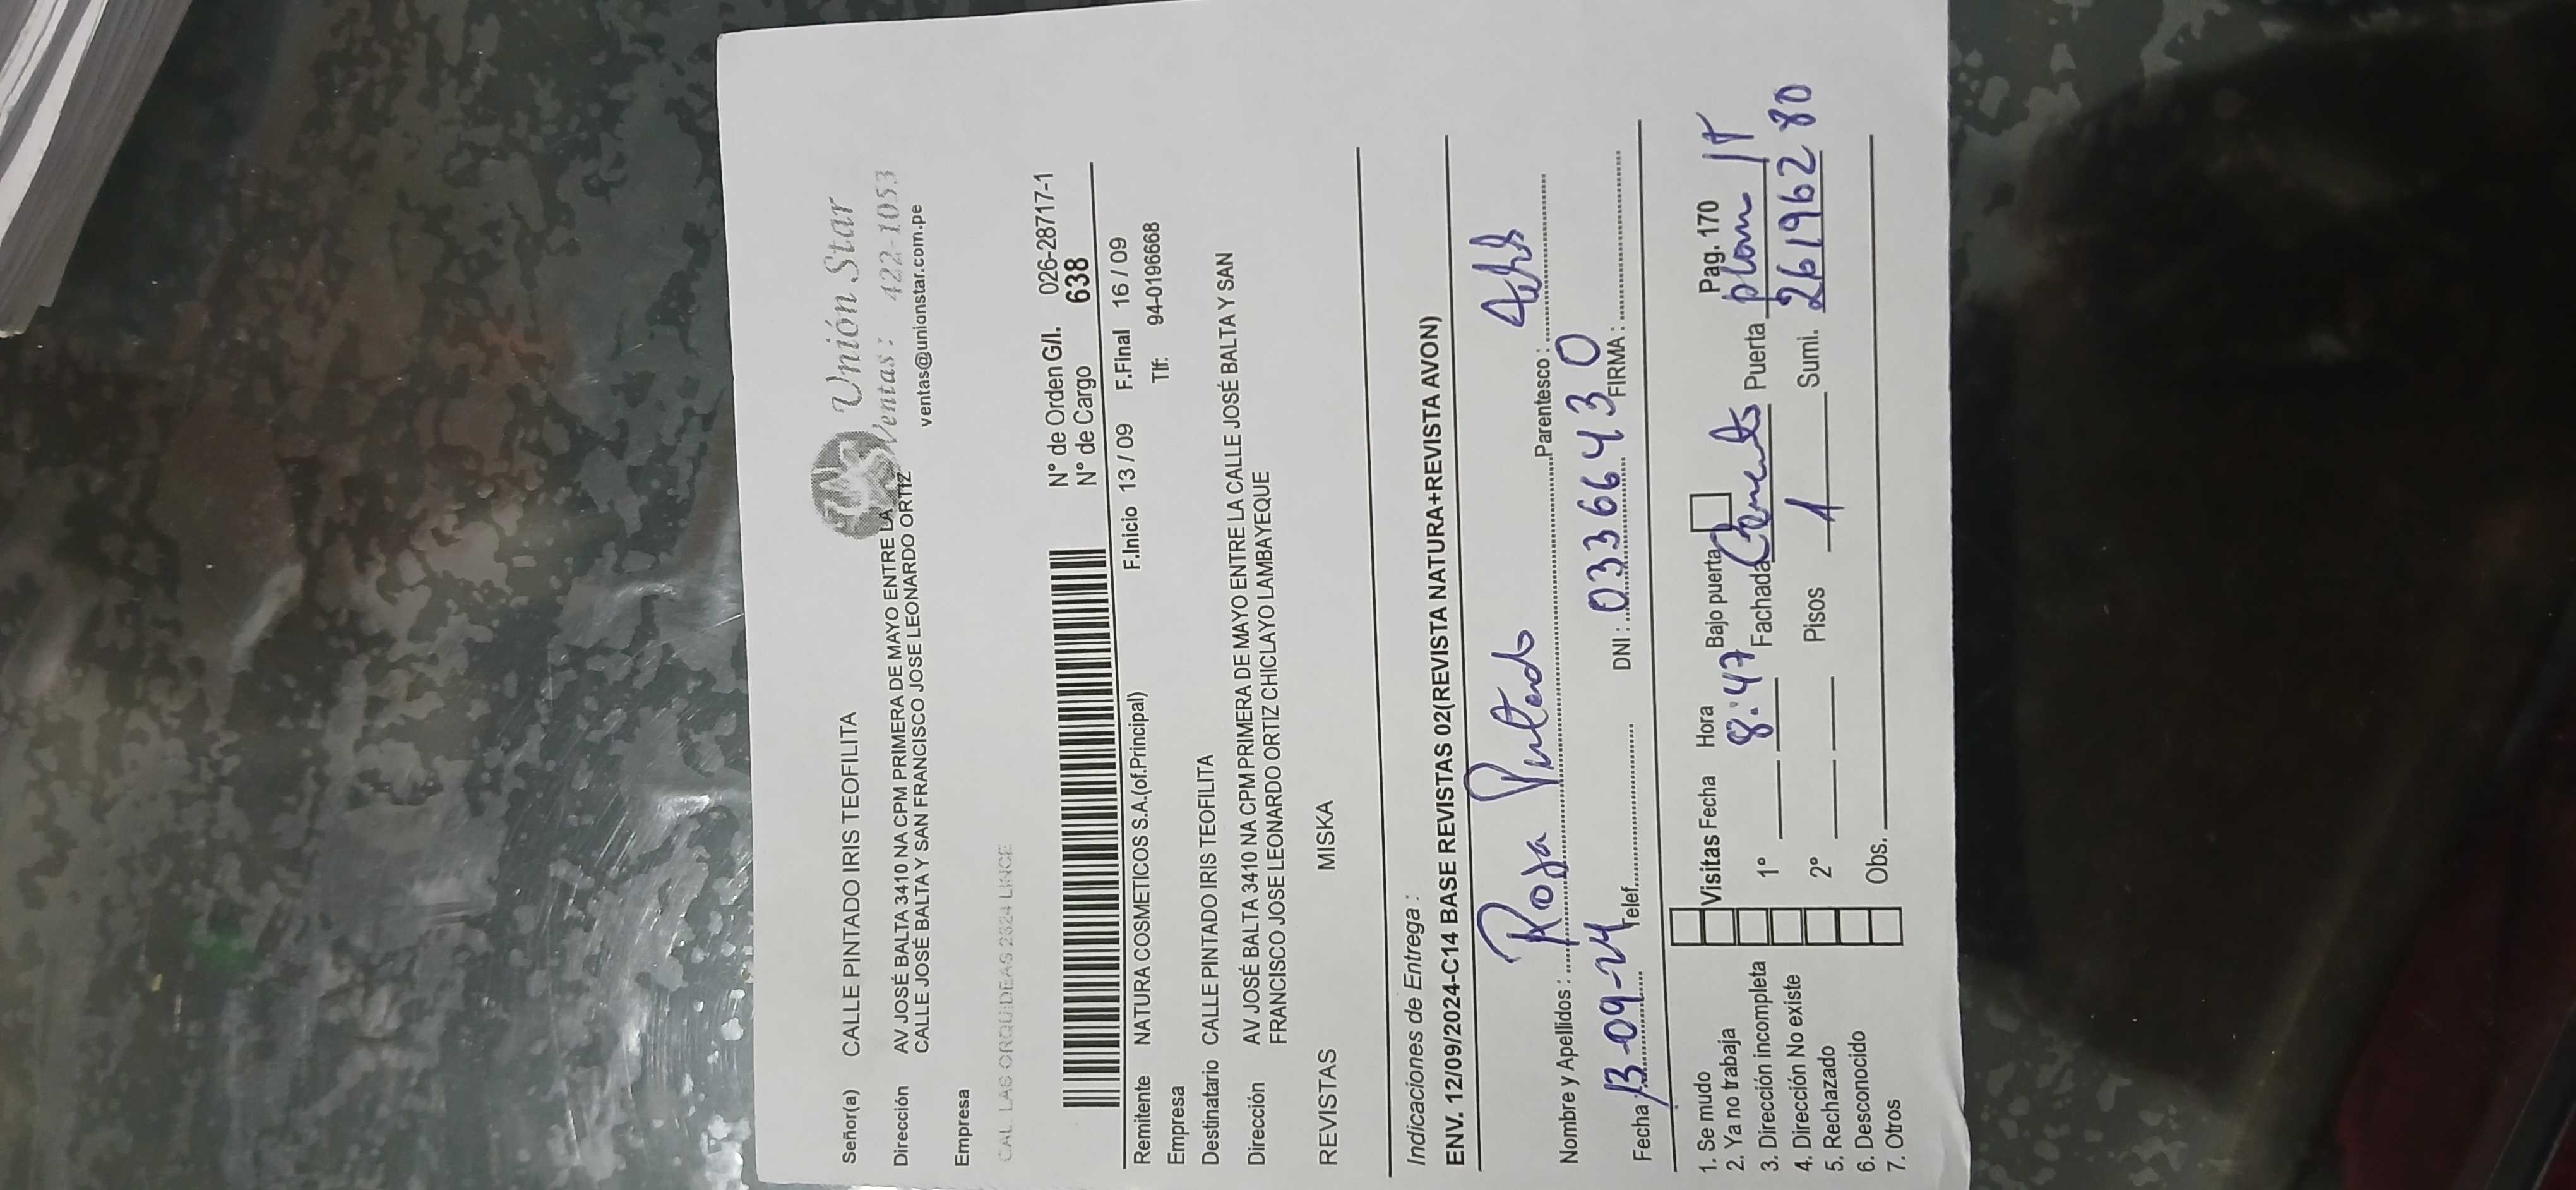 Unión Star
Ventas: 422-1053
ventas@unionstar.com.pe
Señor(a) CALLE PINTADO IRIS TEOFILITA
Dirección AV JOSÉ BALTA 3410 NA CPM PRIMERA DE MAYO ENTRE LA
CALLE JOSÉ BALTA Y SAN FRANCISCO JOSE LEONARDO ORTIZ
Empresa
CAL. LAS ORQUIDEAS 2624 LINCE
N° de Orden G/I. 026-28717-1
N° de Cargo 638
Remitente NATURA COSMETICOS S.A.(of.Principal) F.Inicio 13 / 09 F.Final 16 / 09
Empresa Tlf: 94-0196668
Destinatario CALLE PINTADO IRIS TEOFILITA
Dirección AV JOSÉ BALTA 3410 NA CPM PRIMERA DE MAYO ENTRE LA CALLE JOSÉ BALTA Y SAN
FRANCISCO JOSE LEONARDO ORTIZ CHICLAYO LAMBAYEQUE
REVISTAS MISKA
Indicaciones de Entrega :
ENV. 12/09/2024-C14 BASE REVISTAS 02(REVISTA NATURA+REVISTA AVON)
Nombre y Apellidos : Rosa Pintado Parentesco :
Fecha 13-09-24 Telef. DNI : 03366430 FIRMA :
1. Se mudo
2. Ya no trabaja
3. Dirección incompleta
4. Dirección No existe
5. Rechazado
6. Desconocido
7. Otros
Visitas Fecha Hora Bajo puerta Pag. 170
1° 8:47 Fachada Cemento Puerta plom
2° Pisos 1 Sumi. 26196280
Obs.